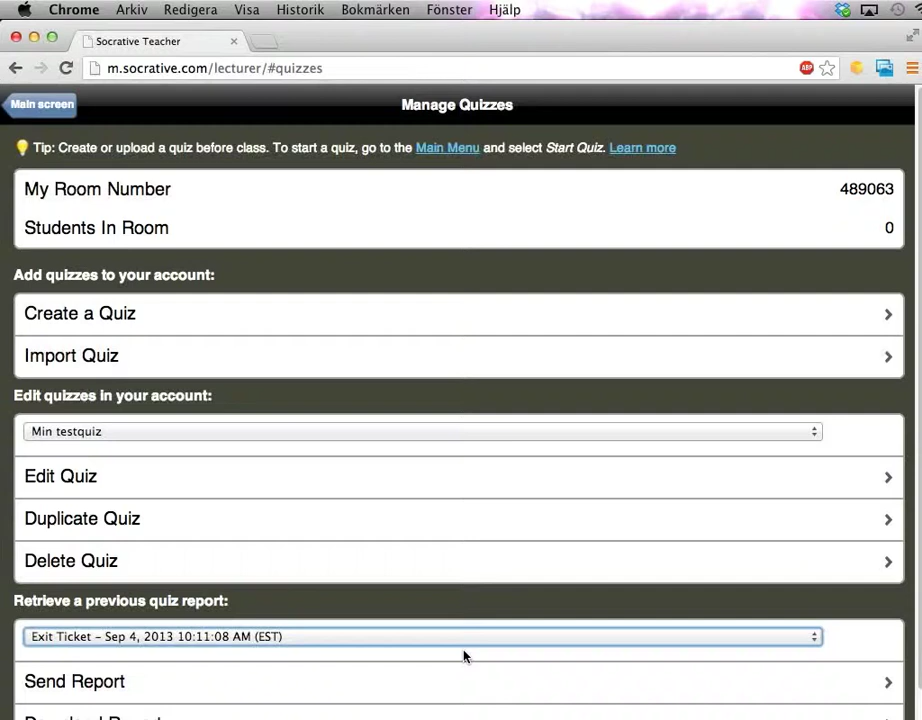 Chrome Arkiv Redigera Visa Historik Bokmärken Fönster Hjälp
Socrative Teacher
m.socrative.com/lecturer/#quizzes
ABP
Main screen
Manage Quizzes
Tip: Create or upload a quiz before class. To start a quiz, go to the Main Menu and select Start Quiz. Learn more
My Room Number 489063
Students In Room 0
Add quizzes to your account:
Create a Quiz
Import Quiz
Edit quizzes in your account:
Min testquiz
Edit Quiz
Duplicate Quiz
Delete Quiz
Retrieve a previous quiz report:
Exit Ticket – Sep 4, 2013 10:11:08 AM (EST)
Send Report
Download Report